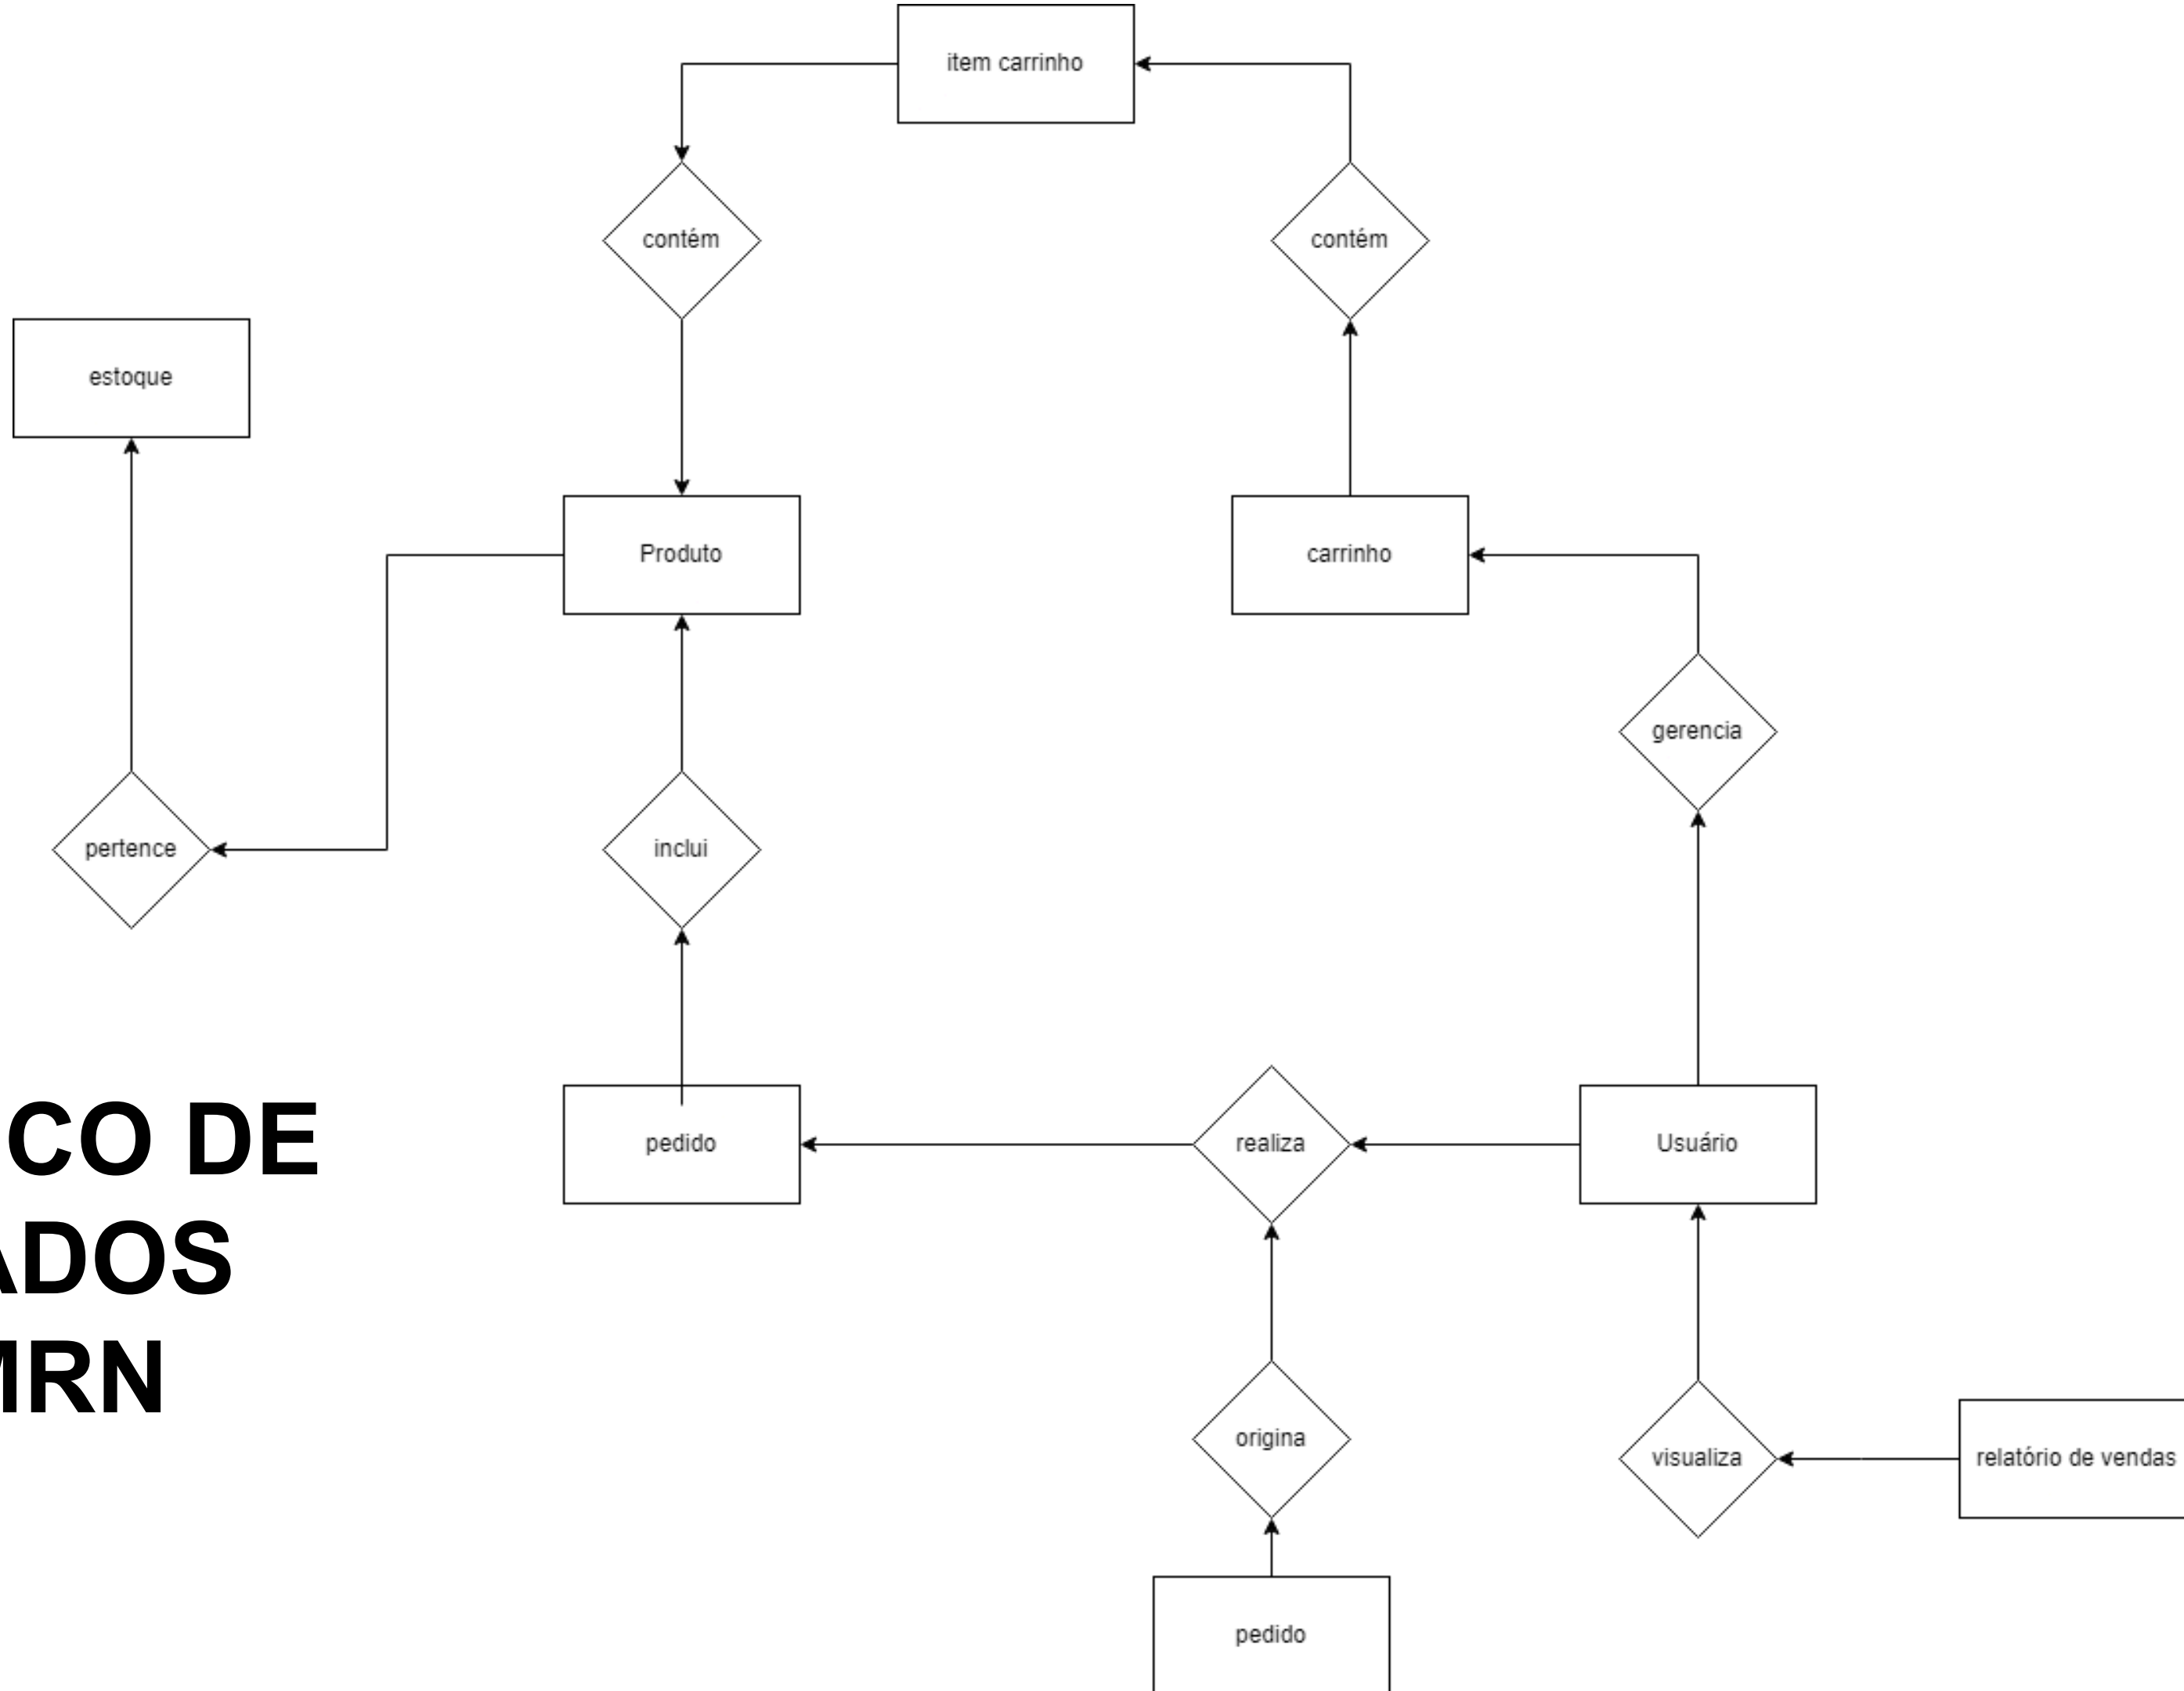 item carrinho
contém
contém
estoque
Produto
carrinho
gerencia
pertence
inclui
CO DE
ADOS
MRN
pedido
realiza
Usuário
origina
visualiza
relatório de vendas
pedido